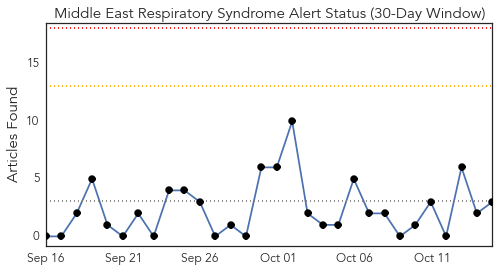 Middle East Respiratory Syndrome Alert Status (30-Day Window)
Articles Found
15
10
5
0
Sep 16 Sep 21 Sep 26 Oct 01 Oct 06 Oct 11